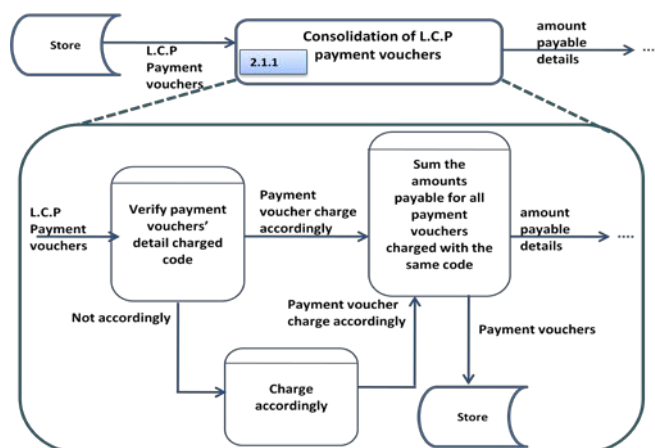 Store
L.C.P
Payment
vouchers
Consolidation of L.C.P
payment vouchers
2.1.1
amount
payable
details
...
L.C.P
Payment
vouchers
Verify payment
vouchers'
detail charged
code
Payment
voucher charge
accordingly
Sum the
amounts
payable for all
payment
vouchers
charged with the
same code
amount
payable
details
....
Not accordingly
Payment voucher
charge accordingly
Charge
accordingly
Payment vouchers
Store